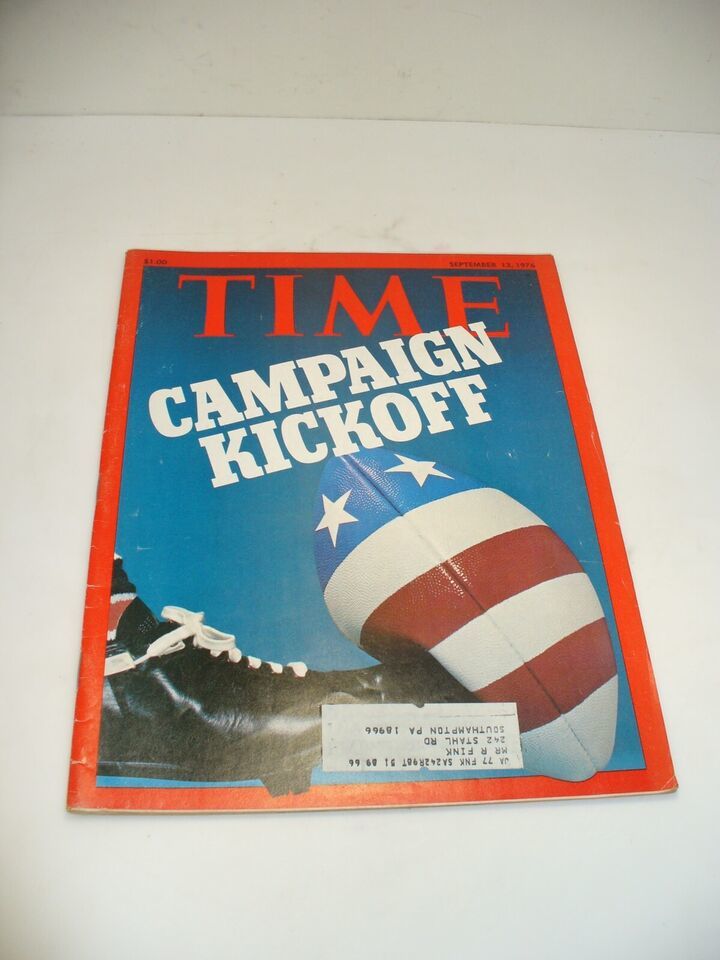 $1.00 SEPTEMBER 13, 1976
TIME
CAMPAIGN
KICKOFF
JA 77 FNK SA242R98T 51 09 66
MR R FINK
242 STAHL RD
SOUTHAMPTON PA 18966